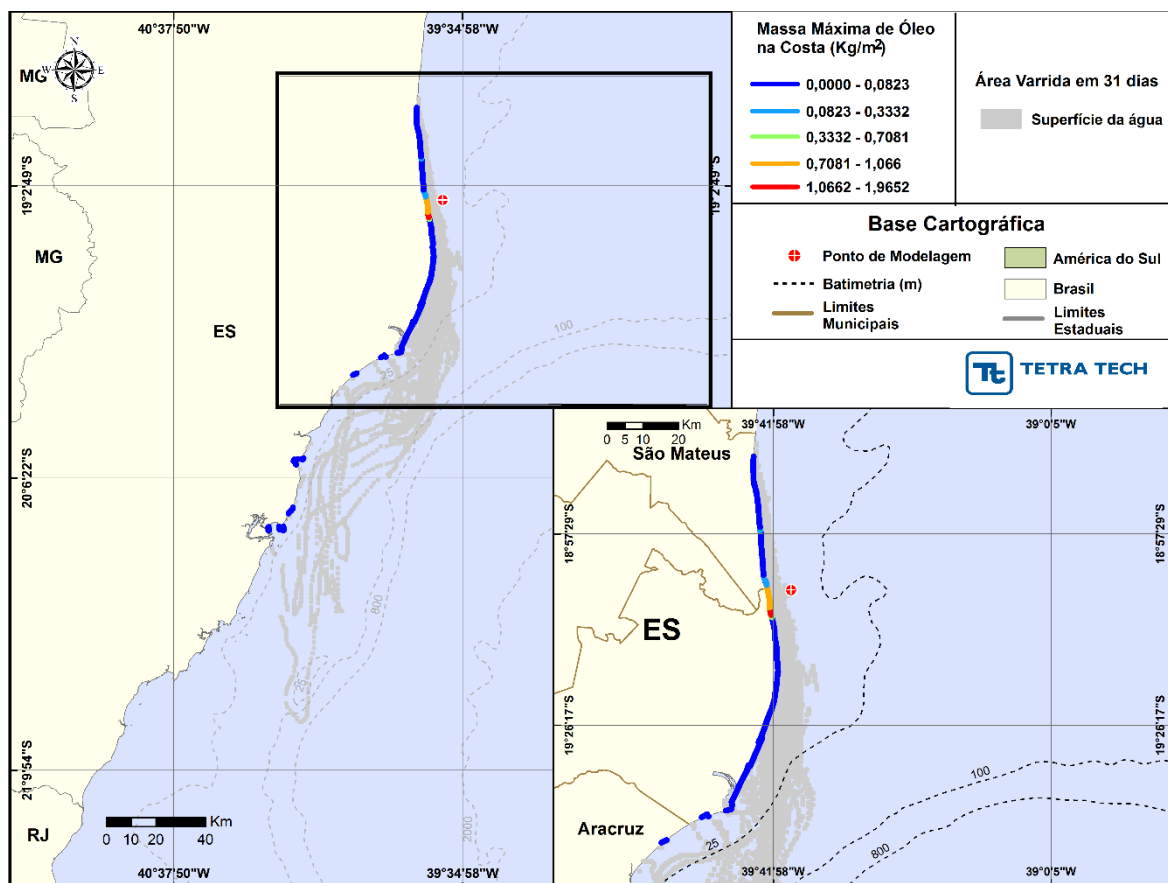 40°37'50"W
39°34'58"W
MG
N
W
E
S
19°2'49"S
19°2'49"S
MG
ES
100
25
20°6'22"S
800
25
21°9'54"S
2000
RJ
Km
0 10 20 40
40°37'50"W
39°34'58"W
Massa Máxima de Óleo
na Costa (Kg/m²)
0,0000 - 0,0823
0,0823 - 0,3332
0,3332 - 0,7081
0,7081 - 1,066
1,0662 - 1,9652
Área Varrida em 31 dias
Superfície da água
Base Cartográfica
Ponto de Modelagem
Batimetria (m)
Limites
Municipais
América do Sul
Brasil
Limites
Estaduais
Tt TETRA TECH
Km
0 5 10 20
39°41'58"W
39°0'5"W
São Mateus
18°57'29"S
18°57'29"S
ES
19°26'17"S
19°26'17"S
100
Aracruz
25
800
39°41'58"W
39°0'5"W